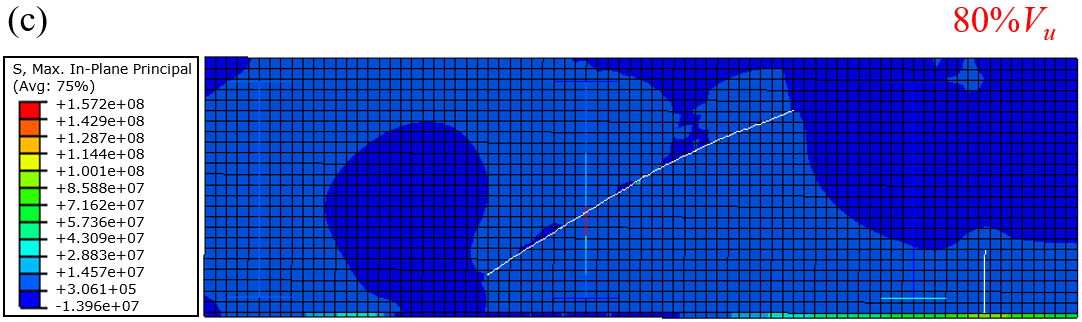 (c)
80%Vu
S, Max. In-Plane Principal
(Avg: 75%)
+1.572e+08
+1.429e+08
+1.287e+08
+1.144e+08
+1.001e+08
+8.588e+07
+7.162e+07
+5.736e+07
+4.309e+07
+2.883e+07
+1.457e+07
+3.061e+05
-1.396e+07